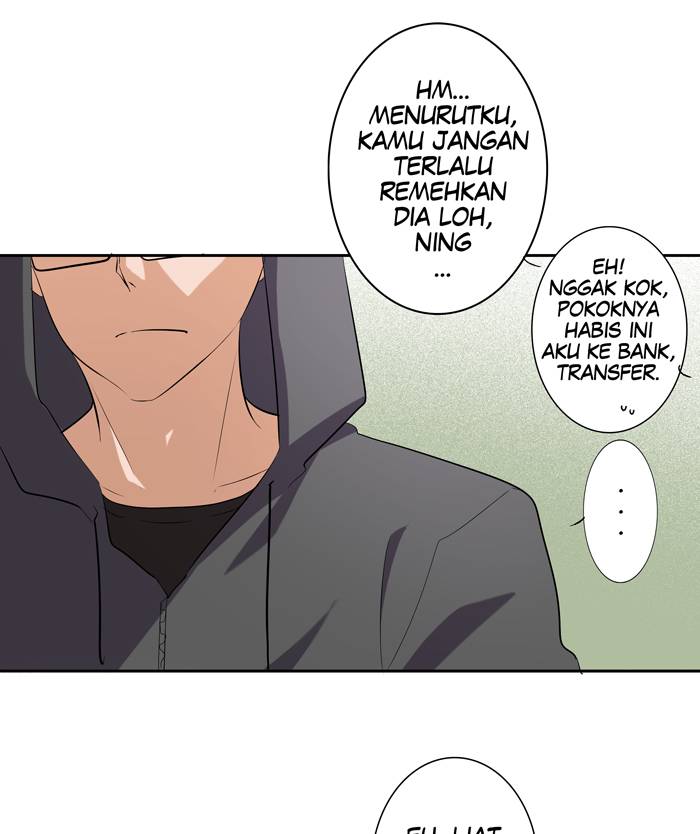 HM...
MENURUTKU,
KAMU JANGAN
TERLALU
REMEHKAN
DIA LOH,
NING
...
EH!
NGGAK KOK,
POKOKNYA
HABIS INI
AKU KE BANK,
TRANSFER.
...